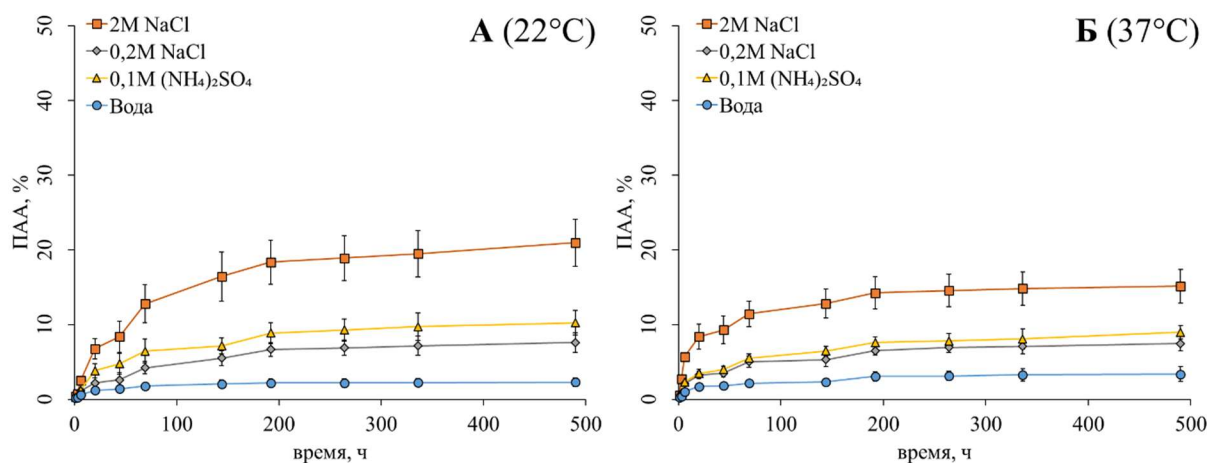 А (22°C)
2M NaCl
0,2M NaCl
0,1M (NH₄)₂SO₄
Вода
ПАА, %
50
40
30
20
10
0
0 100 200 300 400 500
время, ч
Б (37°C)
2M NaCl
0,2M NaCl
0,1M (NH₄)₂SO₄
Вода
ПАА, %
50
40
30
20
10
0
0 100 200 300 400 500
время, ч